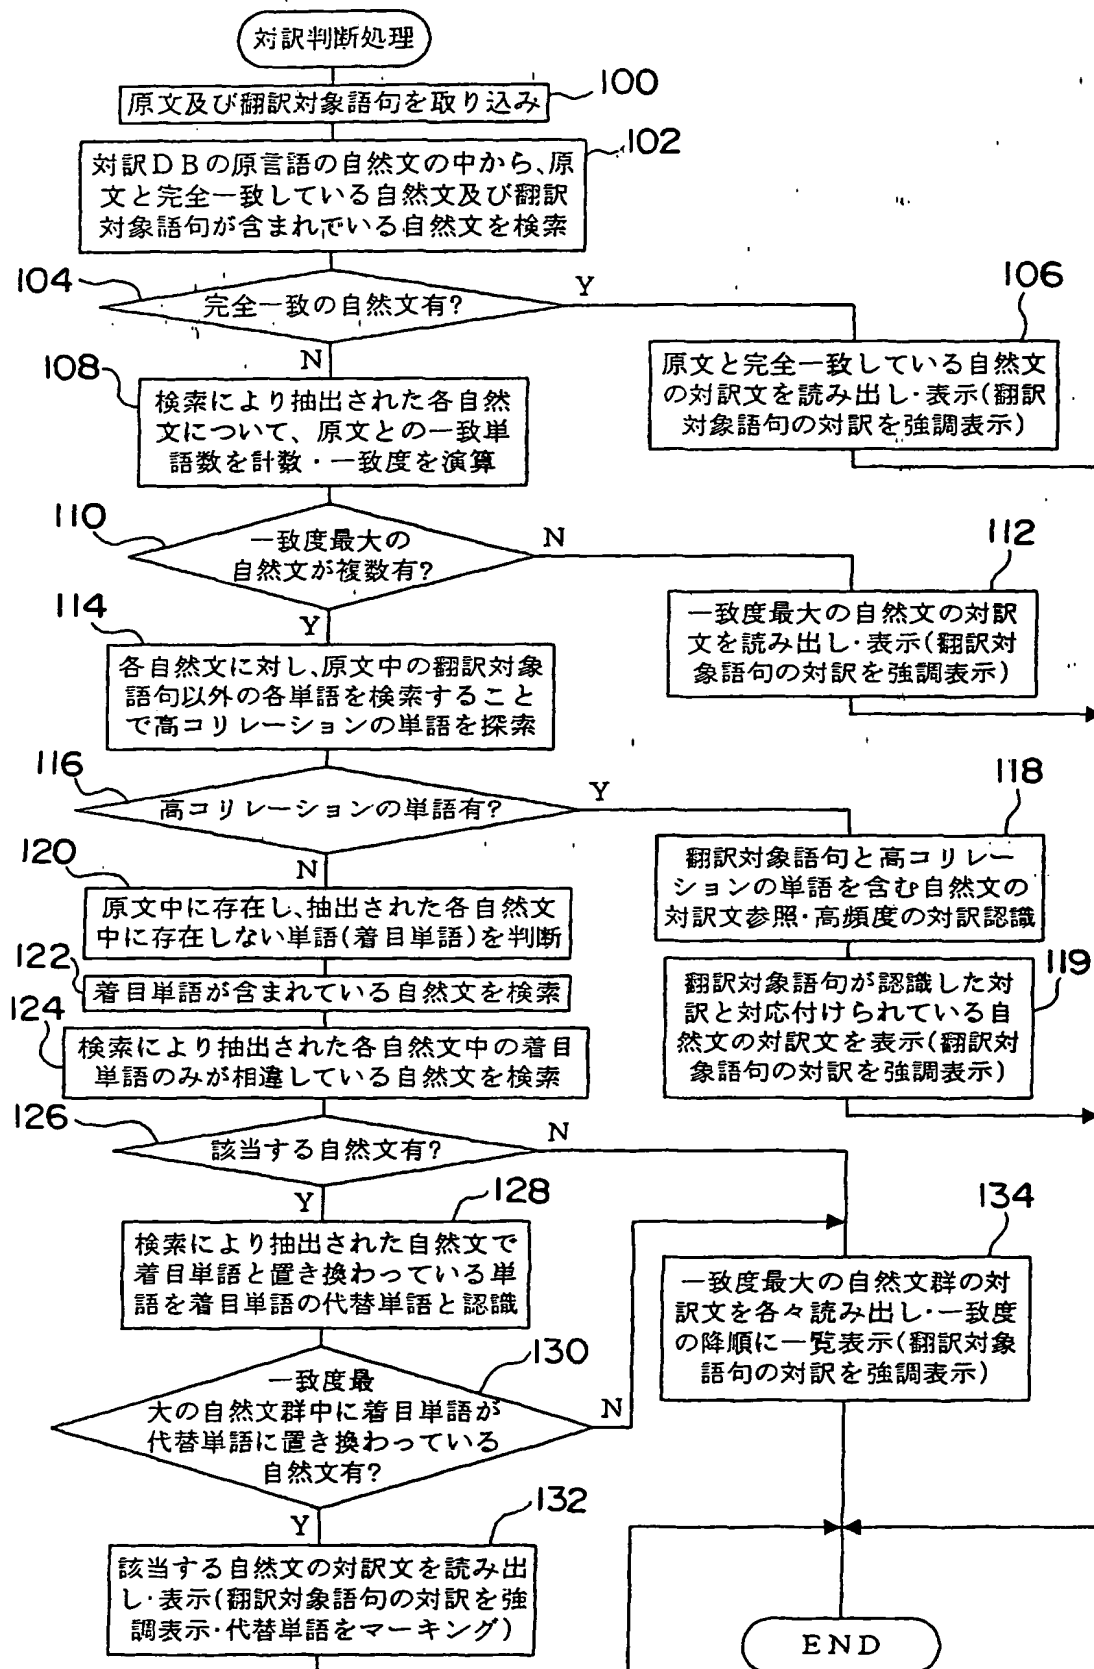 対訳判断処理
100
原文及び翻訳対象語句を取り込み
102
対訳DBの原言語の自然文の中から、原
文と完全一致している自然文及び翻訳
対象語句が含まれている自然文を検索
104
完全一致の自然文有?
Y
N
106
原文と完全一致している自然文
の対訳文を読み出し·表示(翻訳
対象語句の対訳を強調表示)
108
検索により抽出された各自然
文について、原文との一致単
語数を計数・一致度を演算
110
一致度最大の
自然文が複数有?
N
Y
112
一致度最大の自然文の対訳
文を読み出し·表示(翻訳対
象語句の対訳を強調表示)
114
各自然文に対し、原文中の翻訳対象
語句以外の各単語を検索すること
で高コリレーションの単語を探索
116
高コリレーションの単語有?
Y
N
118
翻訳対象語句と高コリレー
ションの単語を含む自然文の
対訳文参照・高頻度の対訳認識
119
翻訳対象語句が認識した対
訳と対応付けられている自
然文の対訳文を表示(翻訳対
象語句の対訳を強調表示)
120
原文中に存在し、抽出された各自然文
中に存在しない単語(着目単語)を判断
122
着目単語が含まれている自然文を検索
124
検索により抽出された各自然文中の着目
単語のみが相違している自然文を検索
126
該当する自然文有?
N
Y
128
検索により抽出された自然文で
着目単語と置き換わっている単
語を着目単語の代替単語と認識
130
一致度最
大の自然文群中に着目単語が
代替単語に置き換わっている
自然文有?
N
Y
132
該当する自然文の対訳文を読み出
し·表示(翻訳対象語句の対訳を強
調表示·代替単語をマーキング)
134
一致度最大の自然文群の対
訳文を各々読み出し·一致度
の降順に一覧表示(翻訳対象
語句の対訳を強調表示)
END